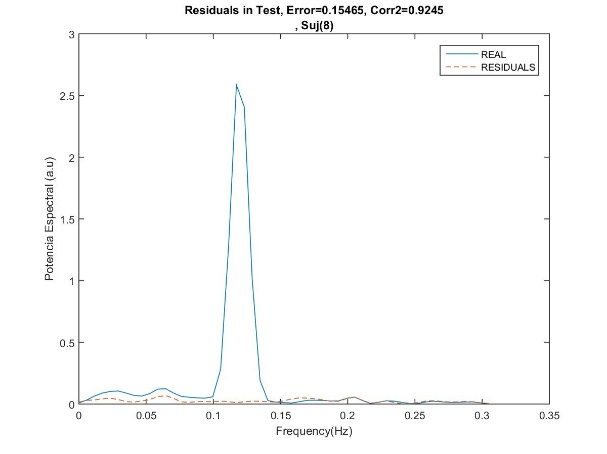 Residuals in Test, Error=0.15465, Corr2=0.9245
, Suj(8)
REAL
RESIDUALS
3
2.5
2
1.5
1
0.5
0
Potencia Espectral (a.u)
0 0.05 0.1 0.15 0.2 0.25 0.3 0.35
Frequency(Hz)